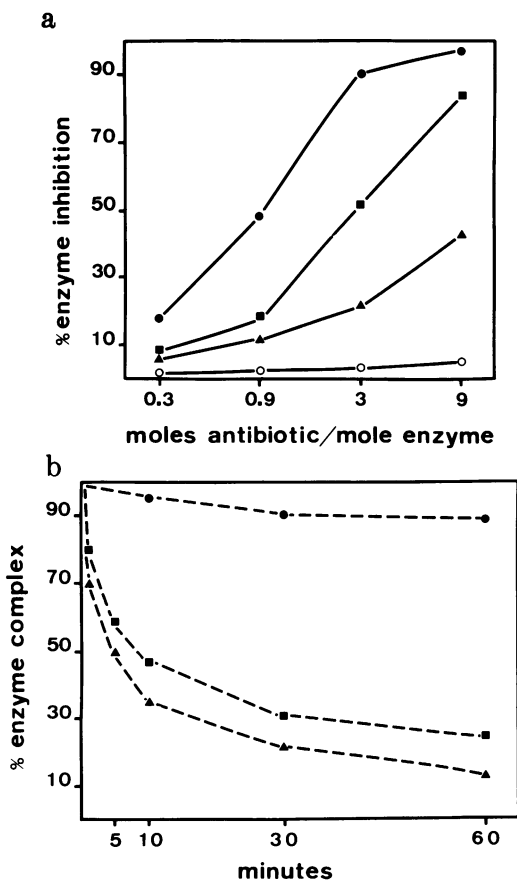 a
90
70
50
30
10
% enzyme inhibition
0.3 0.9 3 9
moles antibiotic/mole enzyme
b
90
70
50
30
10
% enzyme complex
5 10 30 60
minutes